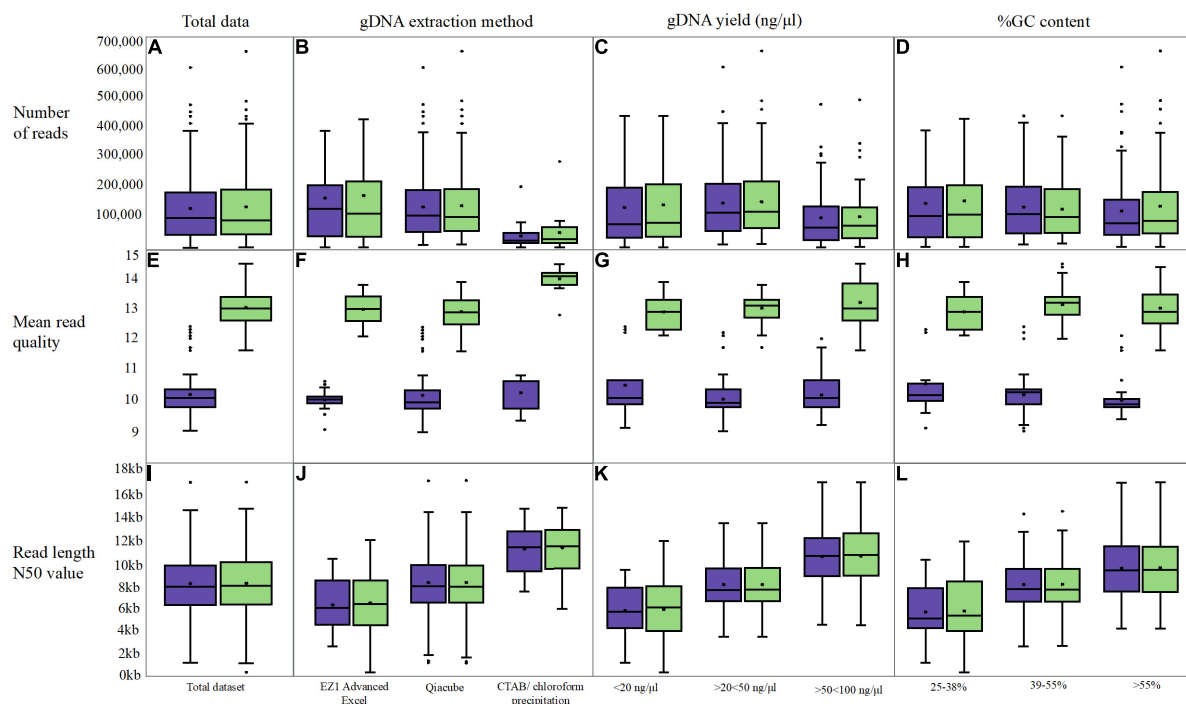 Total data
gDNA extraction method
gDNA yield (ng/µl)
%GC content
A
B
C
D
Number
of reads
700,000
600,000
500,000
400,000
300,000
200,000
100,000
E
F
G
H
Mean read
quality
15
14
13
12
11
10
9
I
J
K
L
Read length
N50 value
18kb
16kb
14kb
12kb
10kb
8kb
6kb
4kb
2kb
0kb
Total dataset
EZ1 Advanced
Excel
Qiacube
CTAB/ chloroform
precipitation
<20 ng/µl
>20<50 ng/µl
>50<100 ng/µl
25-38%
39-55%
>55%